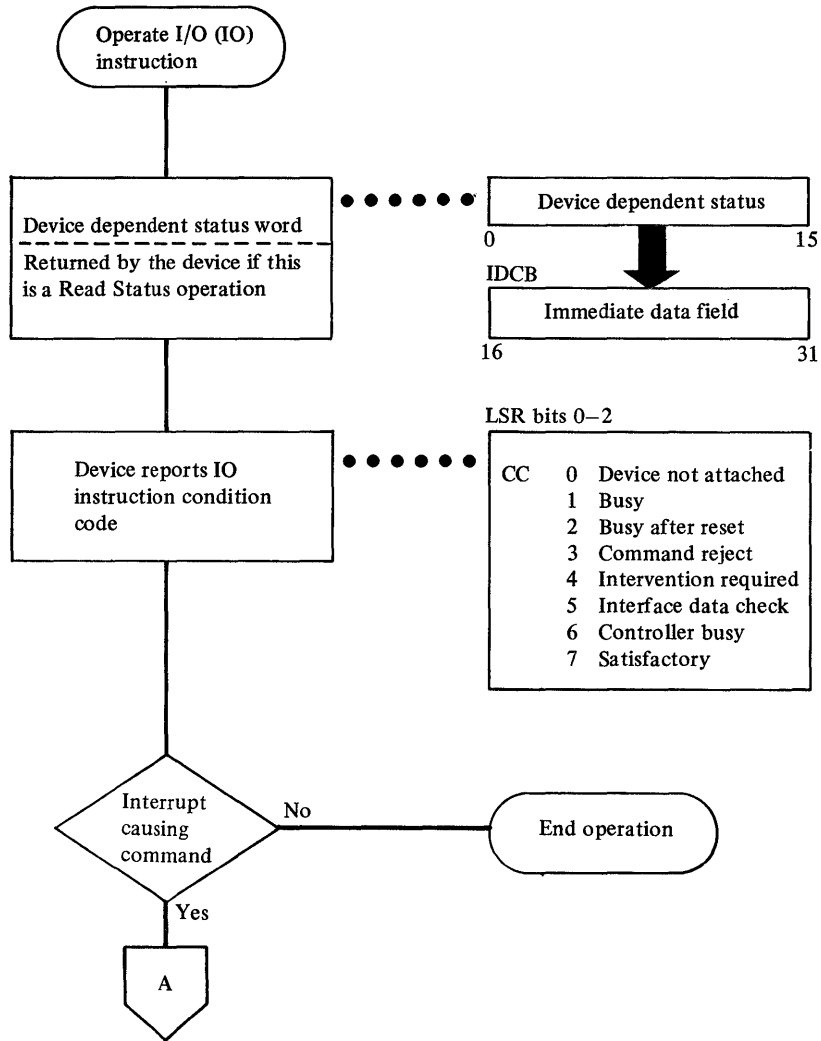 Operate I/O (IO)
instruction
Device dependent status word
Returned by the device if this
is a Read Status operation
Device dependent status
0 15
IDCB
Immediate data field
16 31
Device reports IO
instruction condition
code
LSR bits 0–2
CC 0 Device not attached
1 Busy
2 Busy after reset
3 Command reject
4 Intervention required
5 Interface data check
6 Controller busy
7 Satisfactory
Interrupt
causing
command
No
End operation
Yes
A